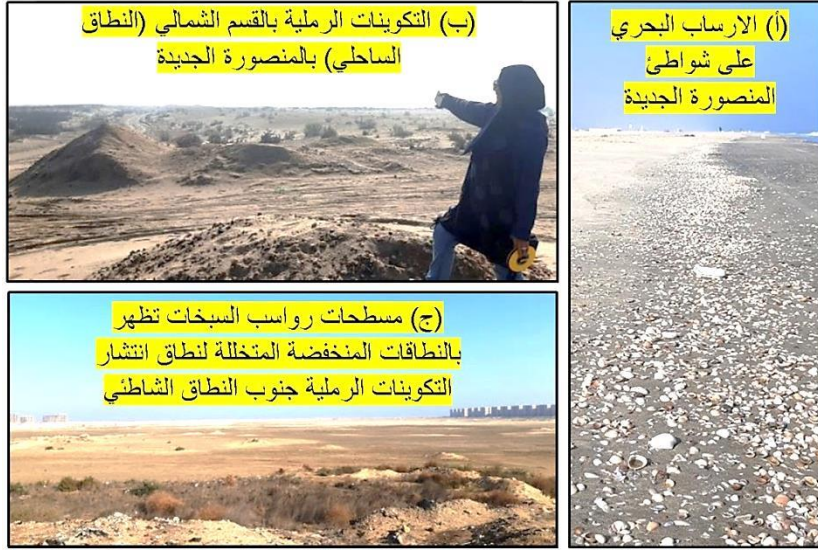 (أ) الارساب البحري
على شواطئ
المنصورة الجديدة
(ب) التكوينات الرملية بالقسم الشمالي (النطاق
الساحلي) بالمنصورة الجديدة
(ج) مسطحات رواسب السبخات تظهر
بالنطاقات المنخفضة المتخللة لنطاق انتشار
التكوينات الرملية جنوب النطاق الشاطئي